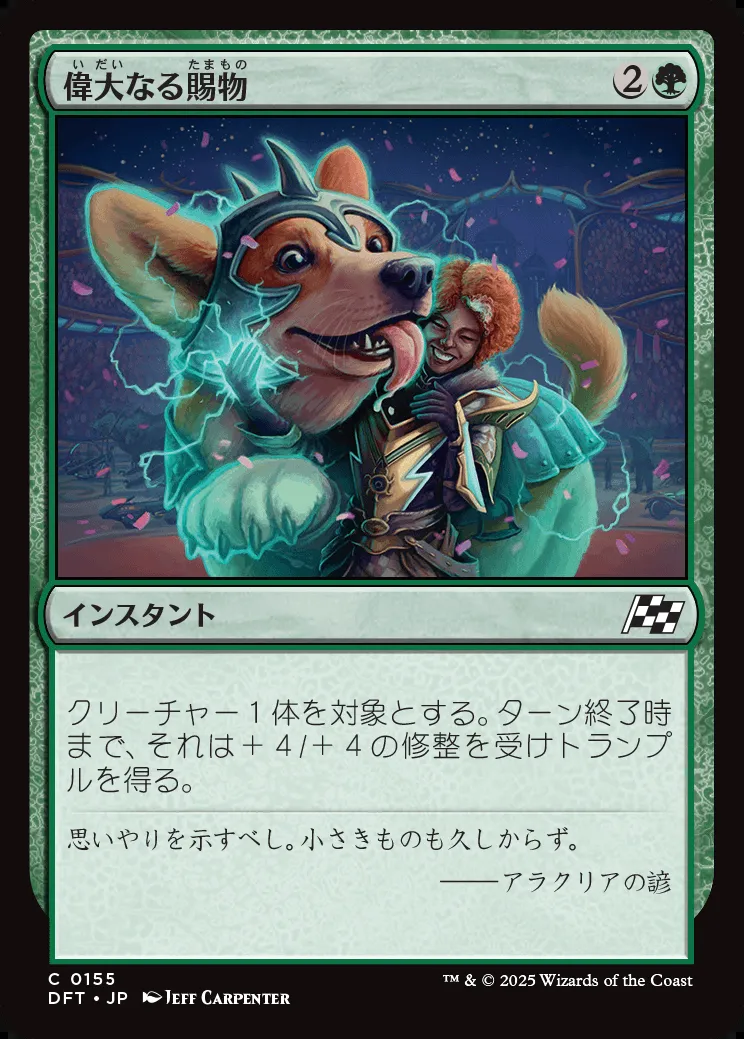 いだい たまもの
偉大なる賜物 2
インスタント
クリーチャー1体を対象とする。ターン終了時
まで、それは+4/+4の修整を受けトランプ
ルを得る。
思いやりを示すべし。小さきものも久しからず。
――アラクリアの諺
C 0155
DFT • JP Jeff Carpenter
™ & © 2025 Wizards of the Coast